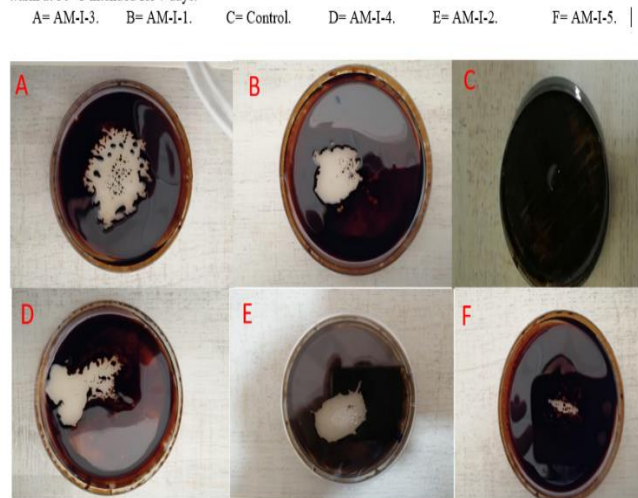 A= AM-I-3. B= AM-I-1. C= Control. D= AM-I-4. E= AM-I-2. F= AM-I-5.
A B C
D E F